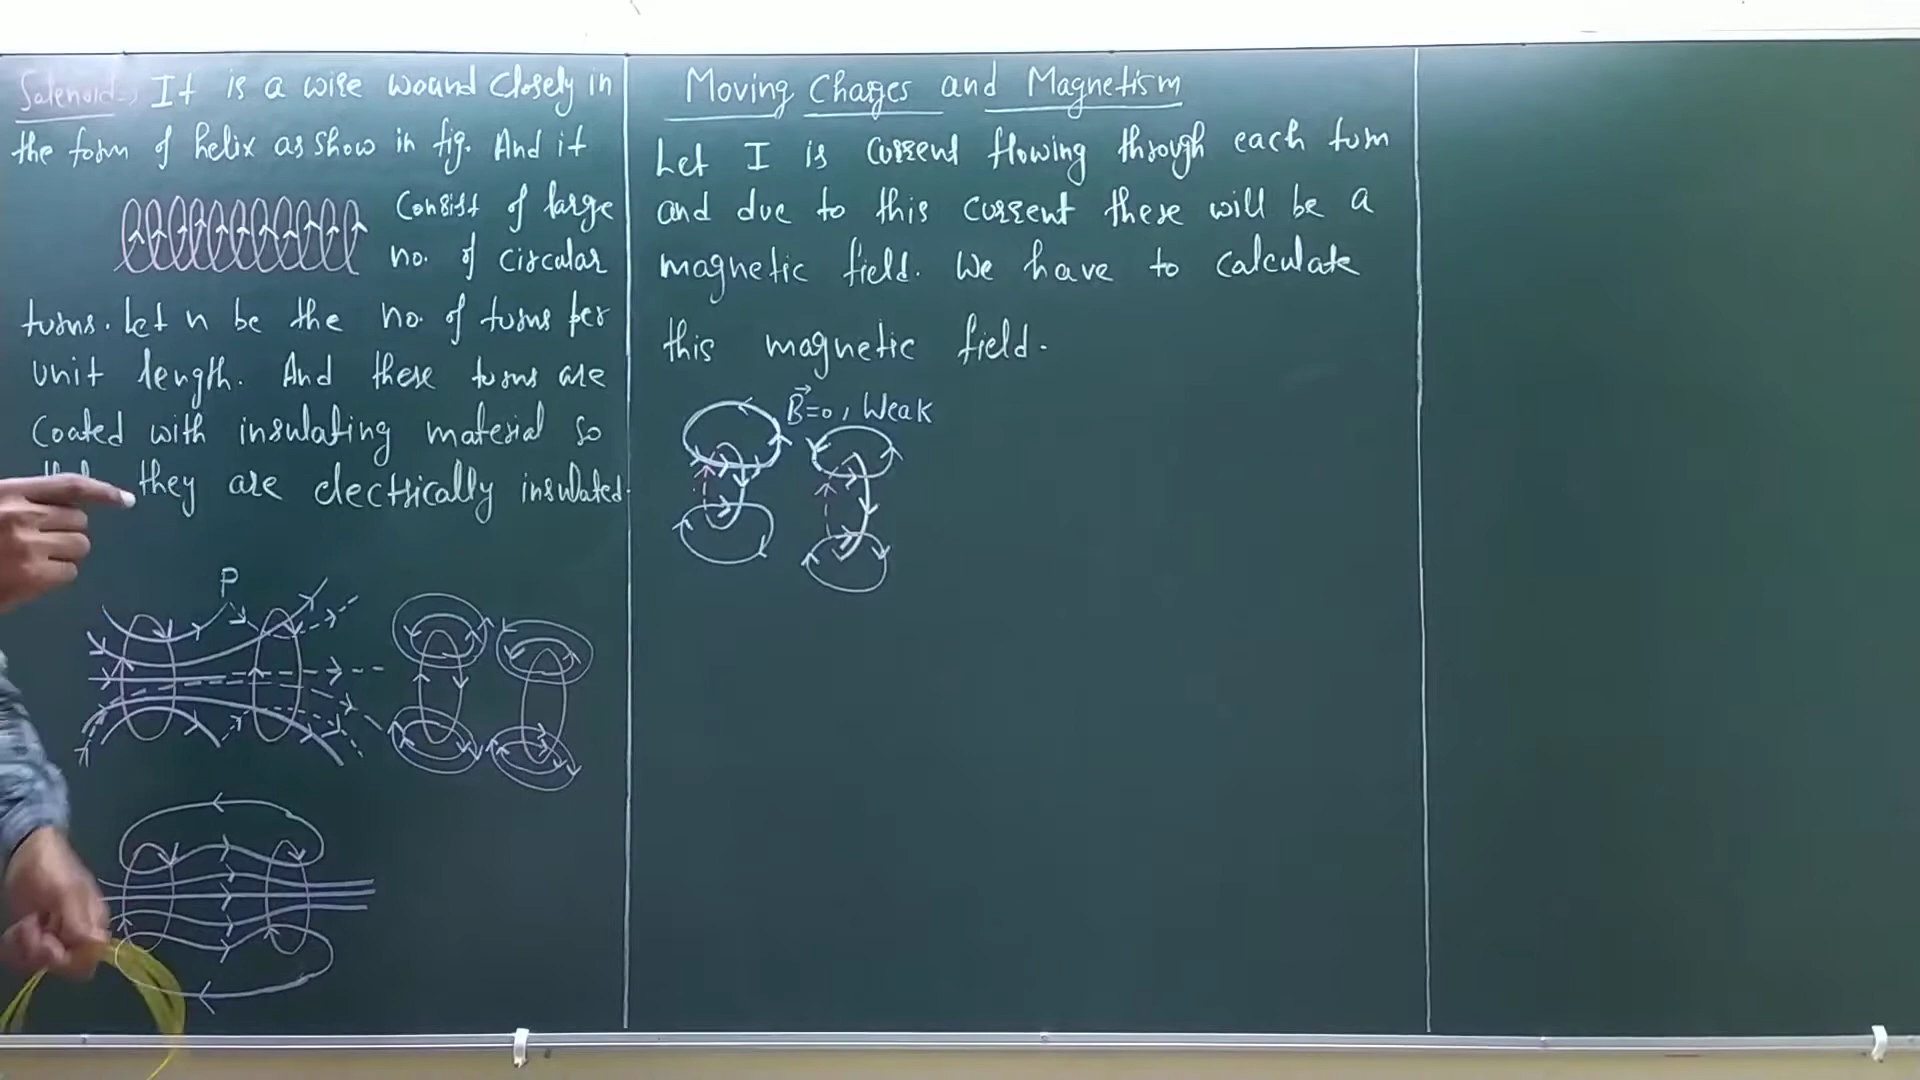 Solenoid → It is a wire wound closely in
the form of helix as show in fig. And it
consist of large
no. of circular
turns. Let n be the no. of turns per
unit length. And these turns are
coated with insulating material so
they are electrically insulated.
P
Moving Charges and Magnetism
Let I is current flowing through each turn
and due to this current there will be a
magnetic field. We have to calculate
this magnetic field.
B⃗=0, Weak